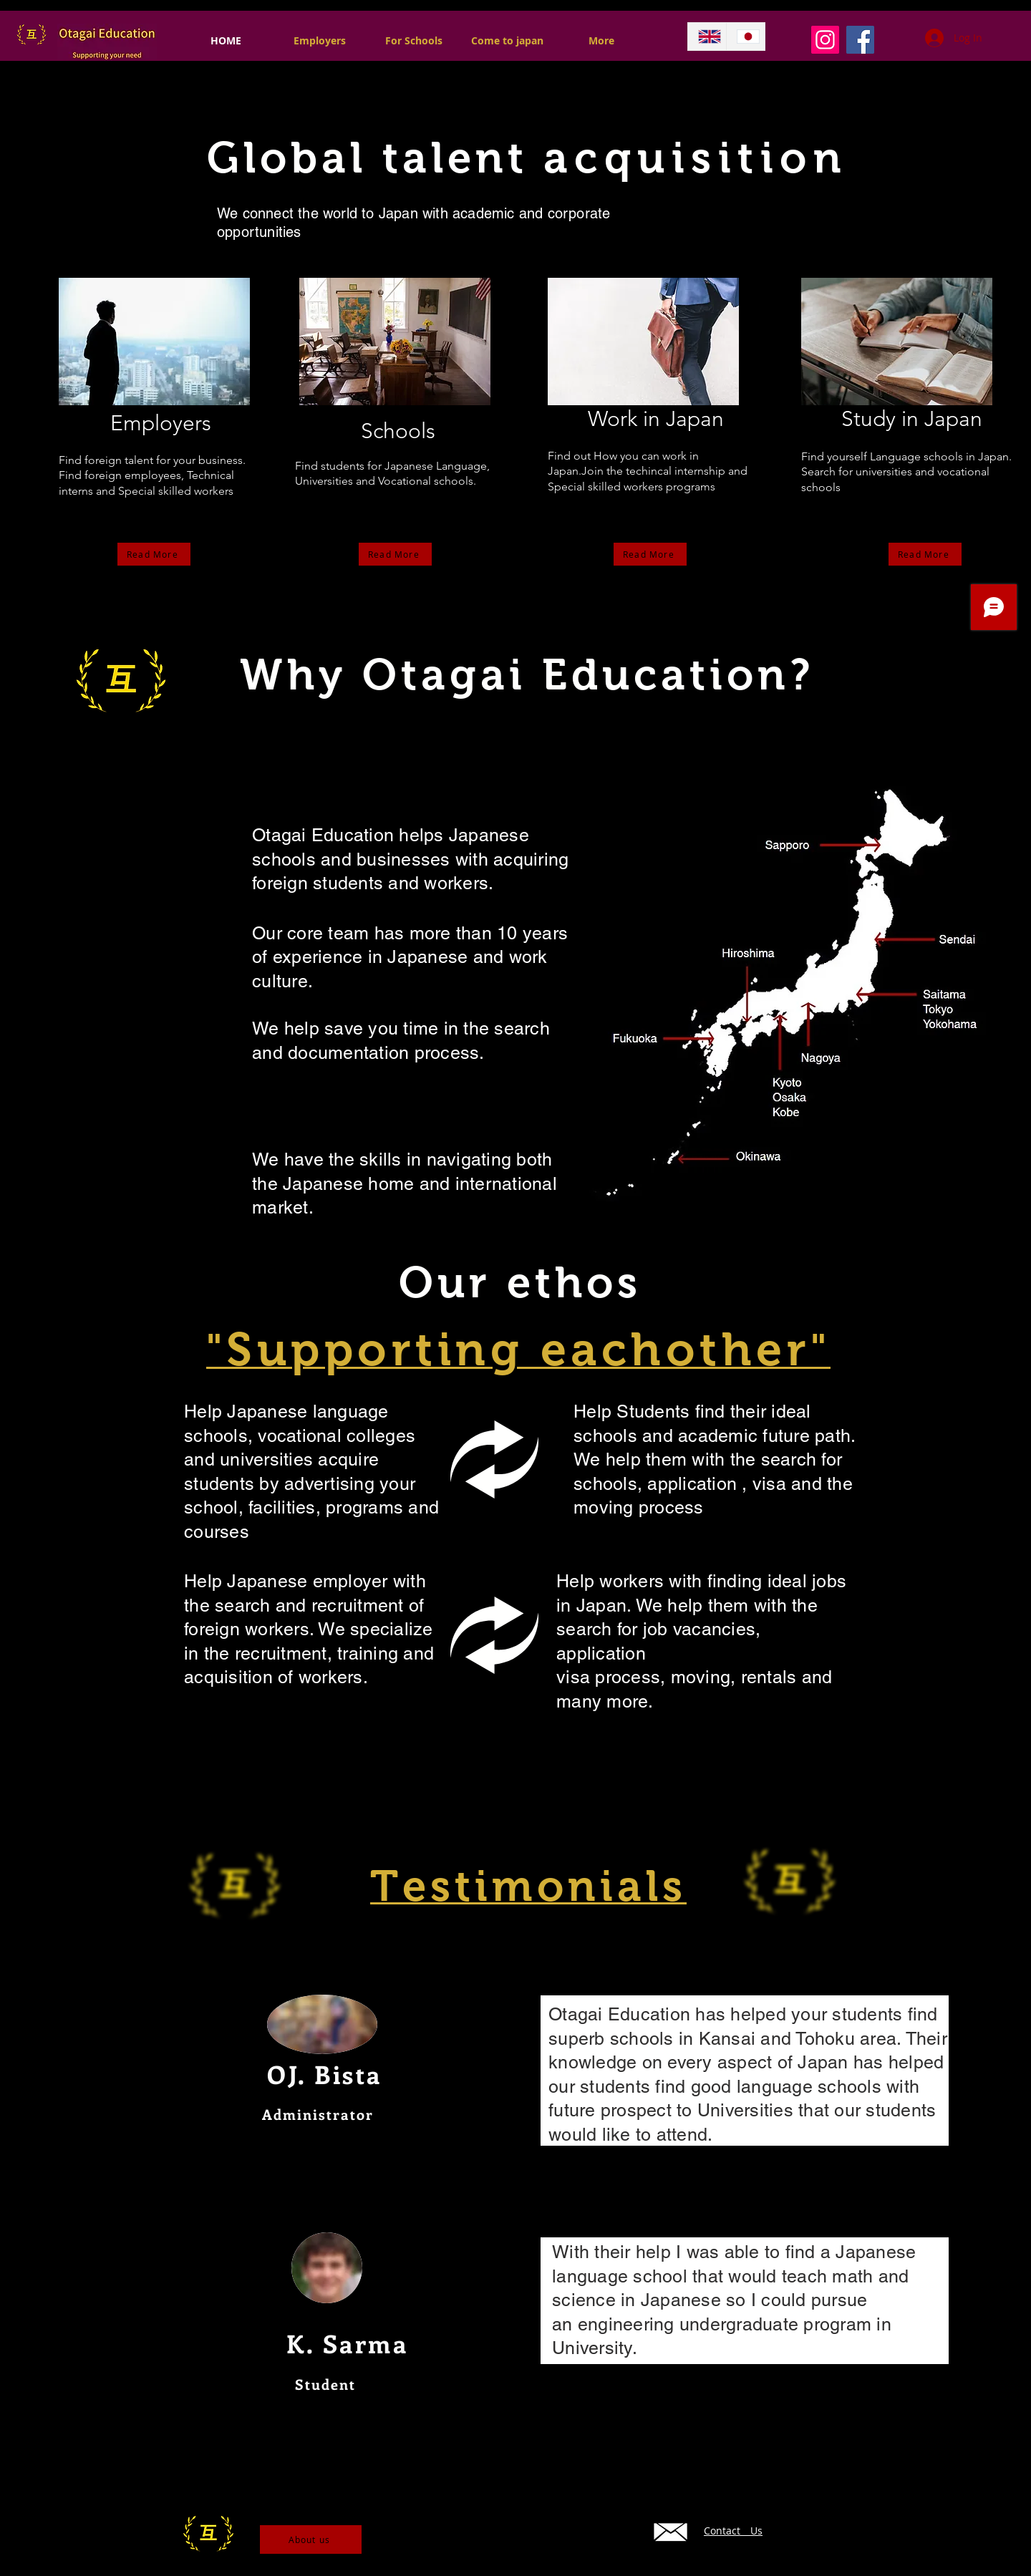 互
Otagai Education
Supporting your need
HOME
Employers
For Schools
Come to japan
More
Global talent acquisition
We connect the world to Japan with academic and corporate
opportunities
Employers
Find foreign talent for your business.
Find foreign employees, Technical
interns and Special skilled workers
Read More
Schools
Find students for Japanese Language,
Universities and Vocational schools.
Read More
Work in Japan
Find out How you can work in
Japan.Join the techincal internship and
Special skilled workers programs
Read More
Study in Japan
Find yourself Language schools in Japan.
Search for universities and vocational
schools
Read More
互
Why Otagai Education?
Otagai Education helps Japanese
schools and businesses with acquiring
foreign students and workers.
Our core team has more than 10 years
of experience in Japanese and work
culture.
We help save you time in the search
and documentation process.
We have the skills in navigating both
the Japanese home and international
market.
Sapporo
Sendai
Hiroshima
Saitama
Tokyo
Yokohama
Fukuoka
Nagoya
Kyoto
Osaka
Kobe
Okinawa
Our ethos
"Supporting eachother"
Help Japanese language
schools, vocational colleges
and universities acquire
students by advertising your
school, facilities, programs and
courses
Help Students find their ideal
schools and academic future path.
We help them with the search for
schools, application , visa and the
moving process
Help Japanese employer with
the search and recruitment of
foreign workers. We specialize
in the recruitment, training and
acquisition of workers.
Help workers with finding ideal jobs
in Japan. We help them with the
search for job vacancies,
application
visa process, moving, rentals and
many more.
互
Testimonials
互
OJ. Bista
Administrator
Otagai Education has helped your students find
superb schools in Kansai and Tohoku area. Their
knowledge on every aspect of Japan has helped
our students find good language schools with
future prospect to Universities that our students
would like to attend.
K. Sarma
Student
With their help I was able to find a Japanese
language school that would teach math and
science in Japanese so I could pursue
an engineering undergraduate program in
University.
互
About us
Contact Us